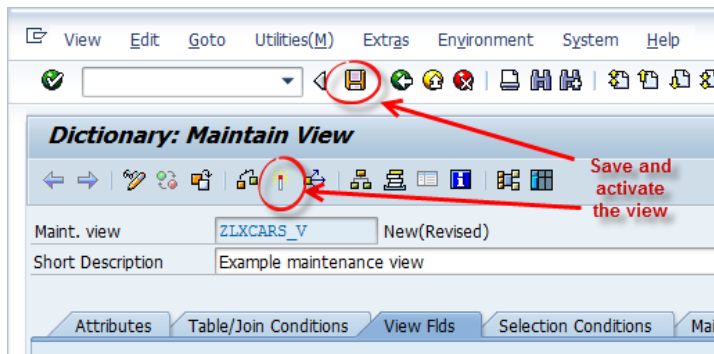 View Edit Goto Utilities(M) Extras Environment System Help
Dictionary: Maintain View
Save and
activate
the view
Maint. view ZLXCARS_V New(Revised)
Short Description Example maintenance view
Attributes Table/Join Conditions View Flds Selection Conditions Mai